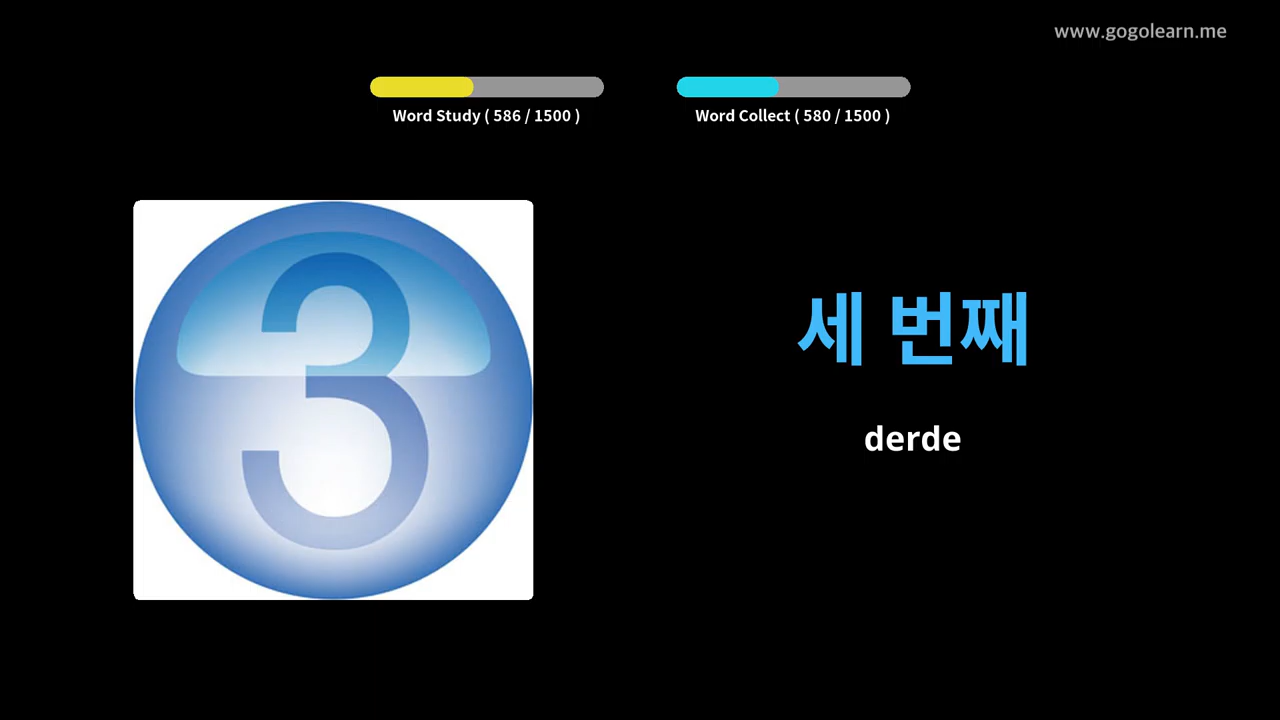 www.gogolearn.me
Word Study ( 586 / 1500 )
Word Collect ( 580 / 1500 )
3
세 번째
derde